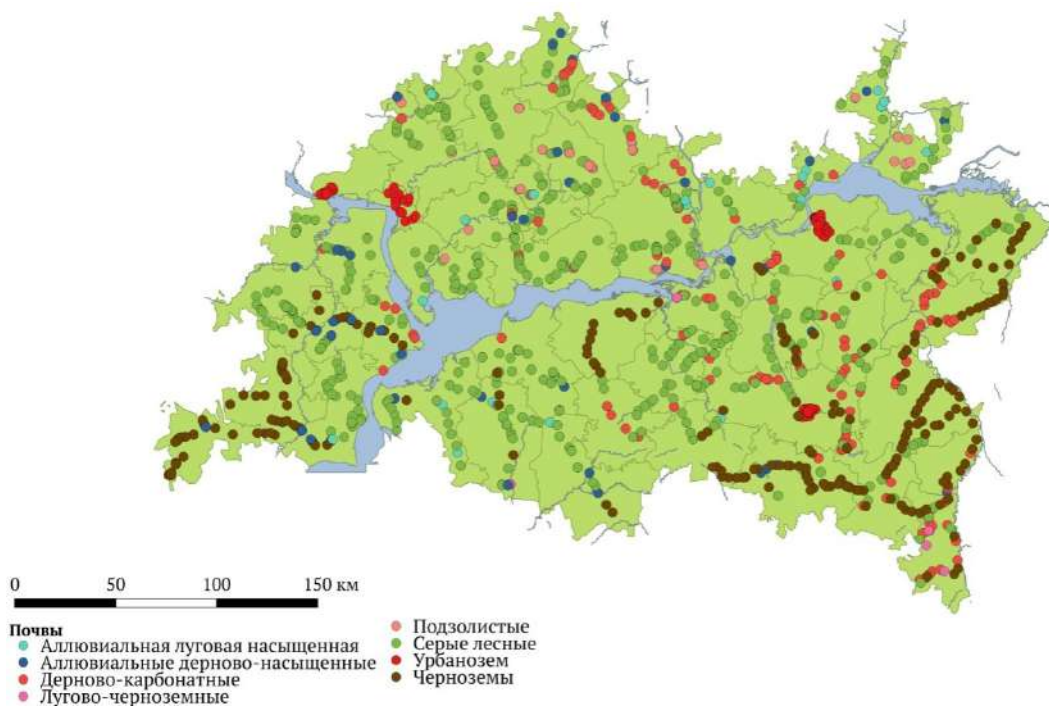 0 50 100 150 км
Почвы
Аллювиальная луговая насыщенная
Аллювиальные дерново-насыщенные
Дерново-карбонатные
Лугово-черноземные
Подзолистые
Серые лесные
Урбанозем
Черноземы